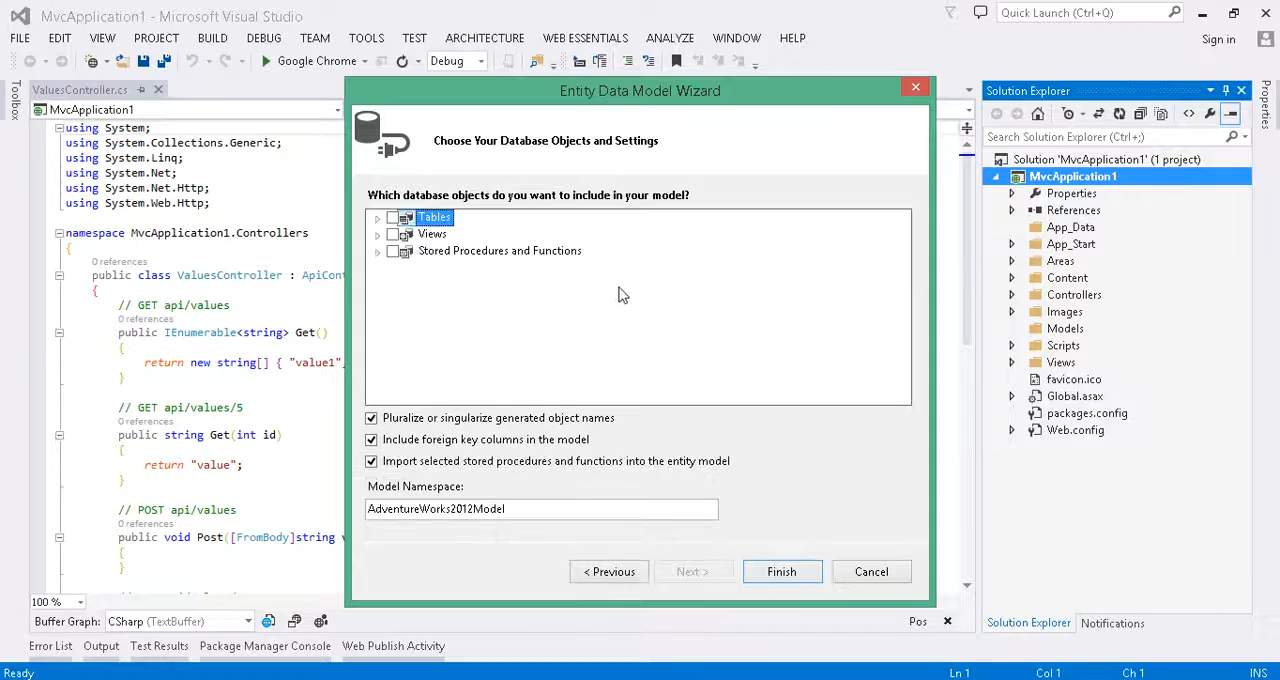 MvcApplication1 - Microsoft Visual Studio
Quick Launch (Ctrl+Q)
FILE EDIT VIEW PROJECT BUILD DEBUG TEAM TOOLS TEST ARCHITECTURE WEB ESSENTIALS ANALYZE WINDOW HELP
Sign in
Google Chrome
Debug
Toolbox
ValuesController.cs
MvcApplication1
using System;
using System.Collections.Generic;
using System.Linq;
using System.Net;
using System.Net.Http;
using System.Web.Http;
namespace MvcApplication1.Controllers
{
0 references
public class ValuesController : ApiCont
{
// GET api/values
0 references
public IEnumerable<string> Get()
{
return new string[] { "value1",
}
// GET api/values/5
0 references
public string Get(int id)
{
return "value";
}
// POST api/values
0 references
public void Post([FromBody]string v
{
}
100 %
Buffer Graph: CSharp (TextBuffer)
Pos
Error List Output Test Results Package Manager Console Web Publish Activity
Ready
Ln 1 Col 1 Ch 1 INS
Entity Data Model Wizard
Choose Your Database Objects and Settings
Which database objects do you want to include in your model?
Tables
Views
Stored Procedures and Functions
Pluralize or singularize generated object names
Include foreign key columns in the model
Import selected stored procedures and functions into the entity model
Model Namespace:
AdventureWorks2012Model
< Previous
Next >
Finish
Cancel
Solution Explorer
Search Solution Explorer (Ctrl+;)
Solution 'MvcApplication1' (1 project)
MvcApplication1
Properties
References
App_Data
App_Start
Areas
Content
Controllers
Images
Models
Scripts
Views
favicon.ico
Global.asax
packages.config
Web.config
Solution Explorer Notifications
Properties